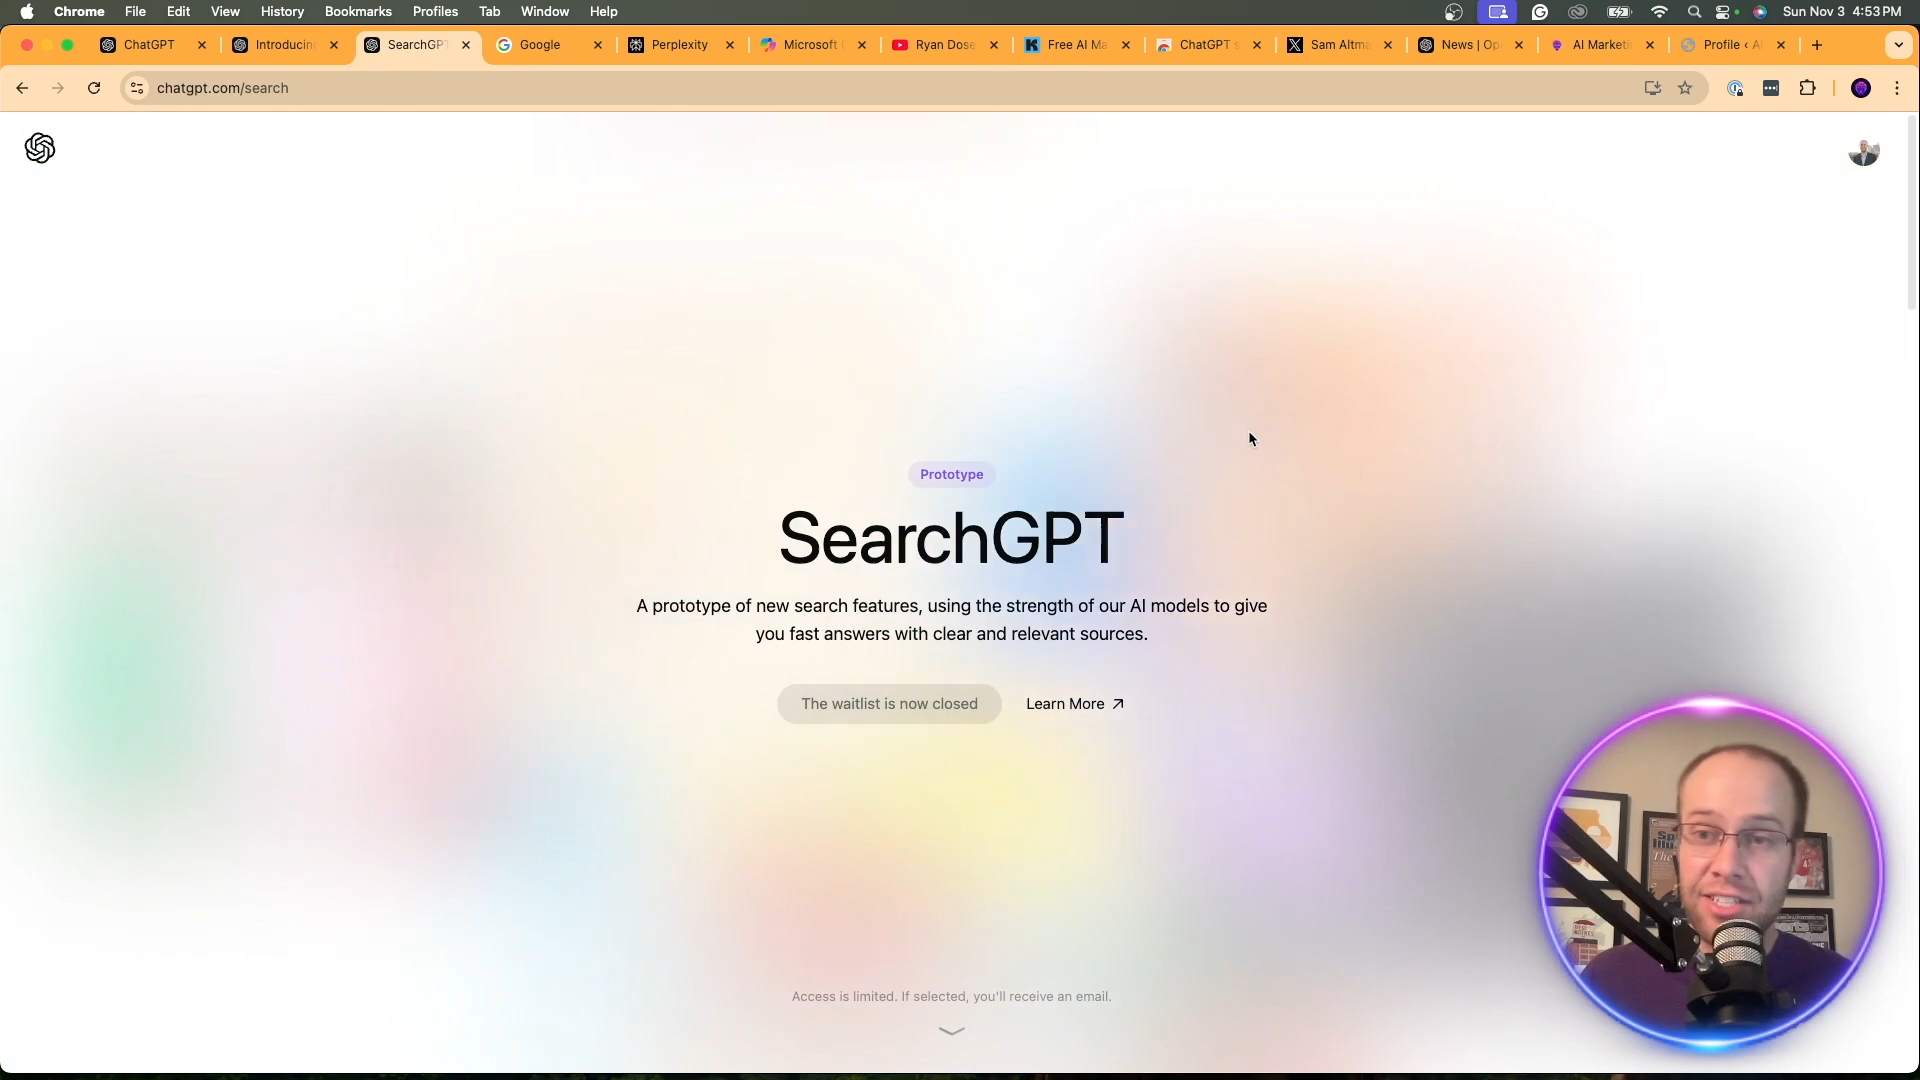 Chrome File Edit View History Bookmarks Profiles Tab Window Help Sun Nov 3 4:53 PM
ChatGPT Introducin SearchGPT Google Perplexity Microsoft Ryan Dose Free AI Ma ChatGPT s Sam Altma News | Op AI Marketi Profile ‹ A
chatgpt.com/search
Prototype
SearchGPT
A prototype of new search features, using the strength of our AI models to give
you fast answers with clear and relevant sources.
The waitlist is now closed
Learn More
Access is limited. If selected, you'll receive an email.